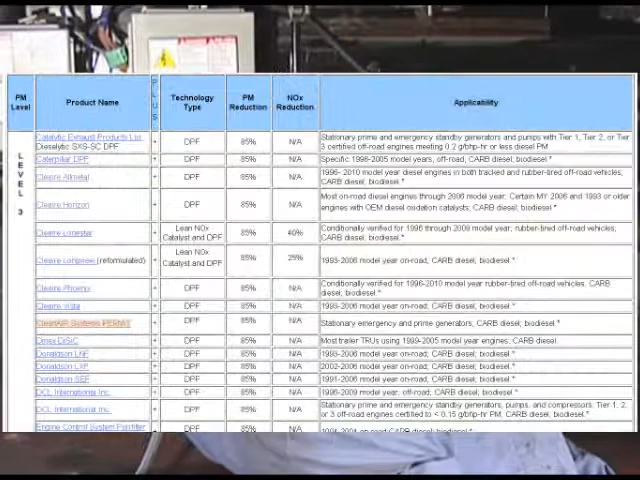 PM Level Product Name PLUS Technology Type PM Reduction NOx Reduction Applicability
LEVEL 3
Catalytic Exhaust Products Ltd. Dieselytic SXS-SC DPF + DPF 85% N/A Stationary prime and emergency standby generators and pumps with Tier 1, Tier 2, or Tier 3 certified off-road engines meeting 0.2 g/bhp-hr or less diesel PM
Caterpillar DPF + DPF 85% N/A Specific 1996-2005 model years, off-road, CARB diesel; biodiesel *
Cleaire Allmetal + DPF 85% N/A 1996- 2010 model year diesel engines in both tracked and rubber-tired off-road vehicles, CARB diesel; biodiesel.*
Cleaire Horizon + DPF 85% N/A Most on-road diesel engines through 2006 model year; Certain MY 2006 and 1993 or older engines with OEM diesel oxidation catalysts; CARB diesel; biodiesel *
Cleaire Lonestar + Lean NOx Catalyst and DPF 85% 40% Conditionally verified for 1996 through 2009 model year; rubber-tired off-road vehicles, CARB diesel; biodiesel.*
Cleaire Longview (reformulated) + Lean NOx Catalyst and DPF 85% 25% 1993-2006 model year on-road; CARB diesel; biodiesel.*
Cleaire Phoenix + DPF 85% N/A Conditionally verified for 1996-2010 model year rubber-tired off-road vehicles. CARB diesel; biodiesel.*
Cleaire Vista + DPF 85% N/A 1993-2006 model year on-road; CARB diesel; biodiesel.*
CleanAIR Systems PERMIT + DPF 85% N/A Stationary emergency and prime generators, CARB diesel; biodiesel *
DPF 85% N/A Most trailer TRUs using 1999-2005 model year engines; CARB diesel.
Donaldson + DPF 85% N/A 1993-2006 model year on-road; CARB diesel; biodiesel.*
Donaldson + DPF 85% N/A 2002-2006 model year on-road; CARB diesel; biodiesel.*
Donaldson + DPF 85% N/A 1991-2006 model year on-road; CARB diesel; biodiesel.*
DCL International Inc. + DPF 85% N/A 1996-2009 model year; off-road; CARB diesel; biodiesel.*
DCL International Inc. + DPF 85% N/A Stationary prime and emergency standby generators, pumps, and compressors. Tier 1, 2, or 3 off-road engines certified to < 0.15 g/bhp-hr PM, CARB diesel; biodiesel.*
Engine Control System Purifilter + DPF 85% N/A